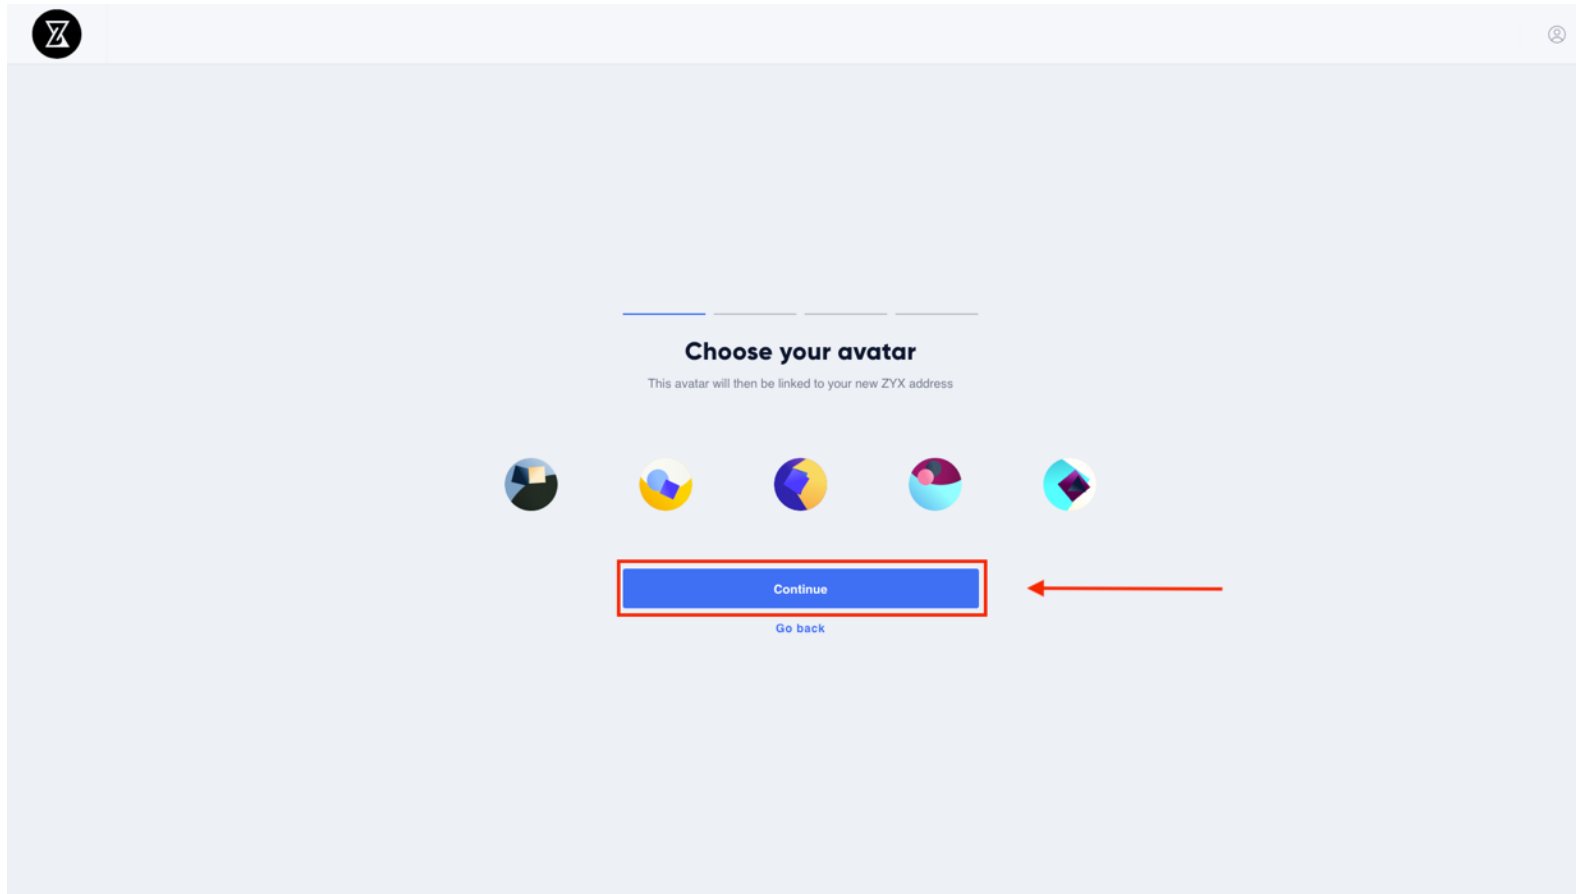 Choose your avatar
This avatar will then be linked to your new ZYX address
Continue
Go back